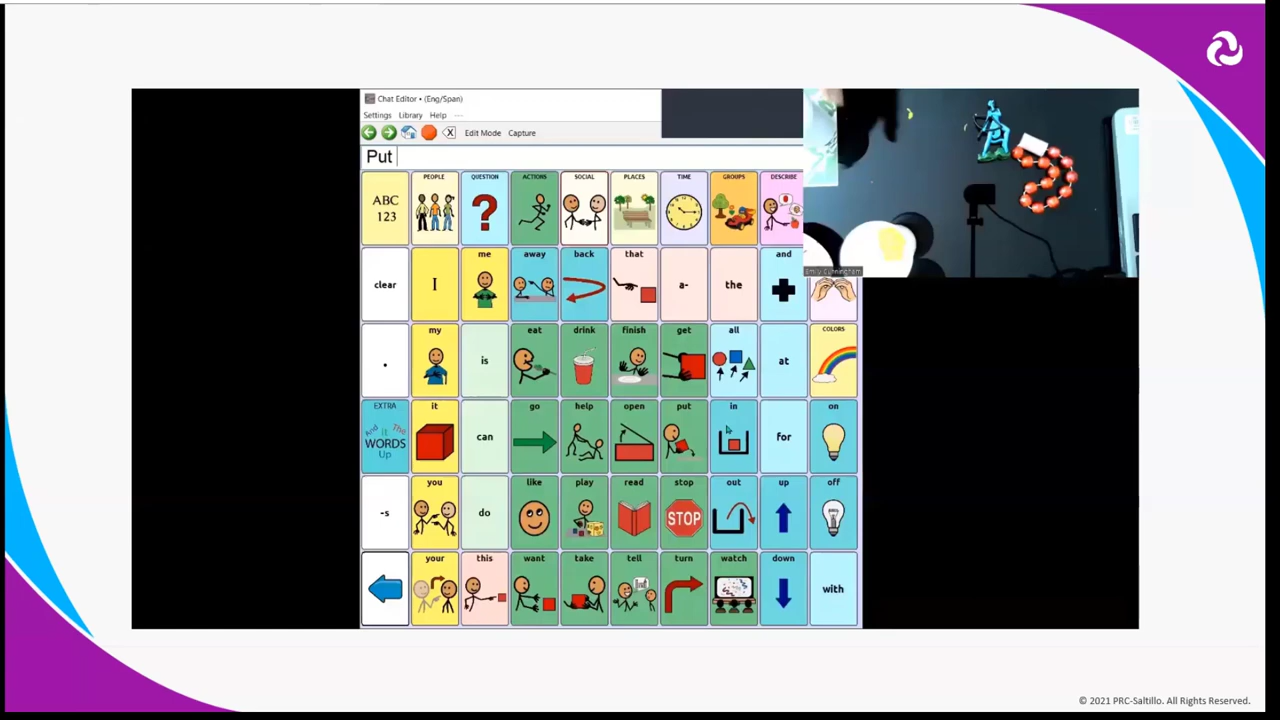 Chat Editor • (Eng/Span)
Settings Library Help ...
Edit Mode Capture
Put
ABC 123 PEOPLE QUESTION ACTIONS SOCIAL PLACES TIME GROUPS DESCRIBE
Emily Cunningham
clear I me away back that a- the and
. my is eat drink finish get all at COLORS
EXTRA WORDS Up it can go help open put in for on
-s you do like play read stop STOP out up off
your this want take tell turn watch down with
© 2021 PRC-Saltillo. All Rights Reserved.